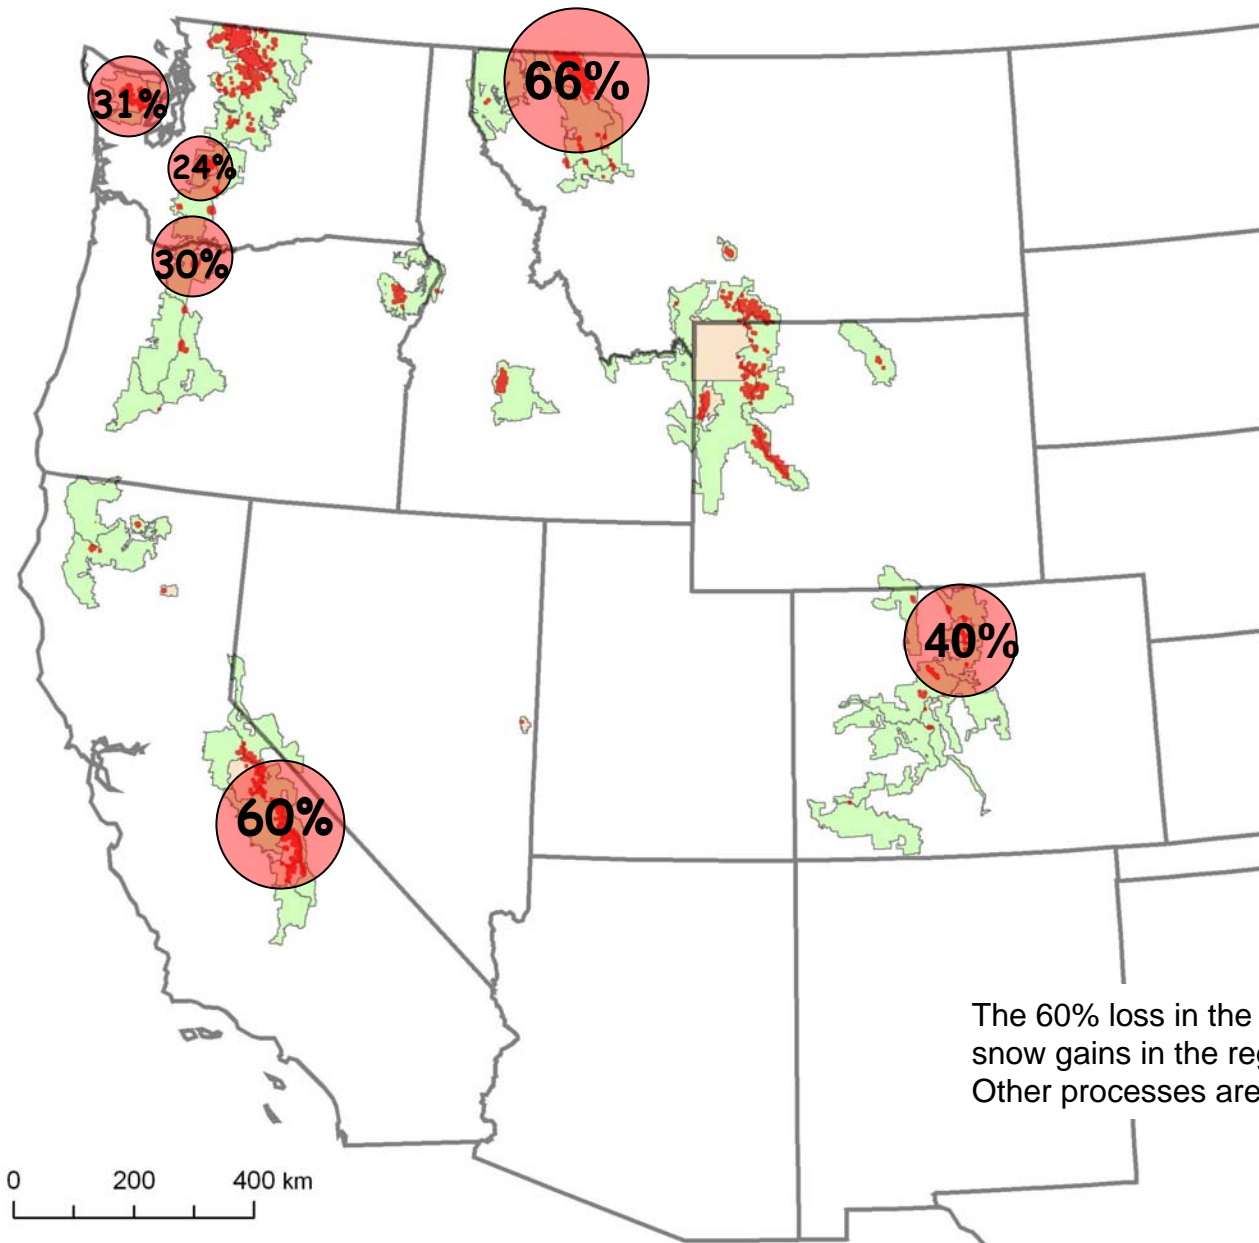 66%
31%
24%
30%
40%
60%
The 60% loss in the
snow gains in the
Other processes are
0 200 400 km